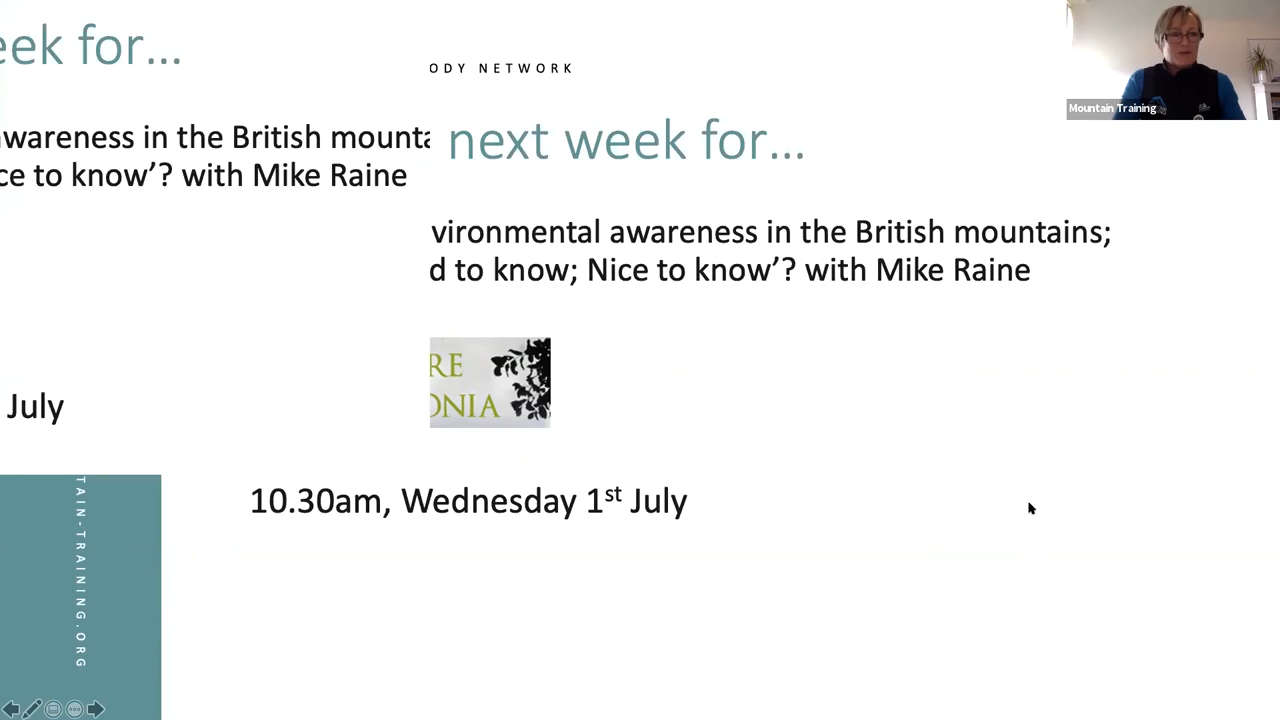 eek for...
ODY NETWORK
Mountain Training
awareness in the British mounta
next week for...
ce to know'? with Mike Raine
vironmental awareness in the British mountains;
d to know; Nice to know'? with Mike Raine
RE
ONIA
July
10.30am, Wednesday 1st July
TAIN-TRAINING.ORG